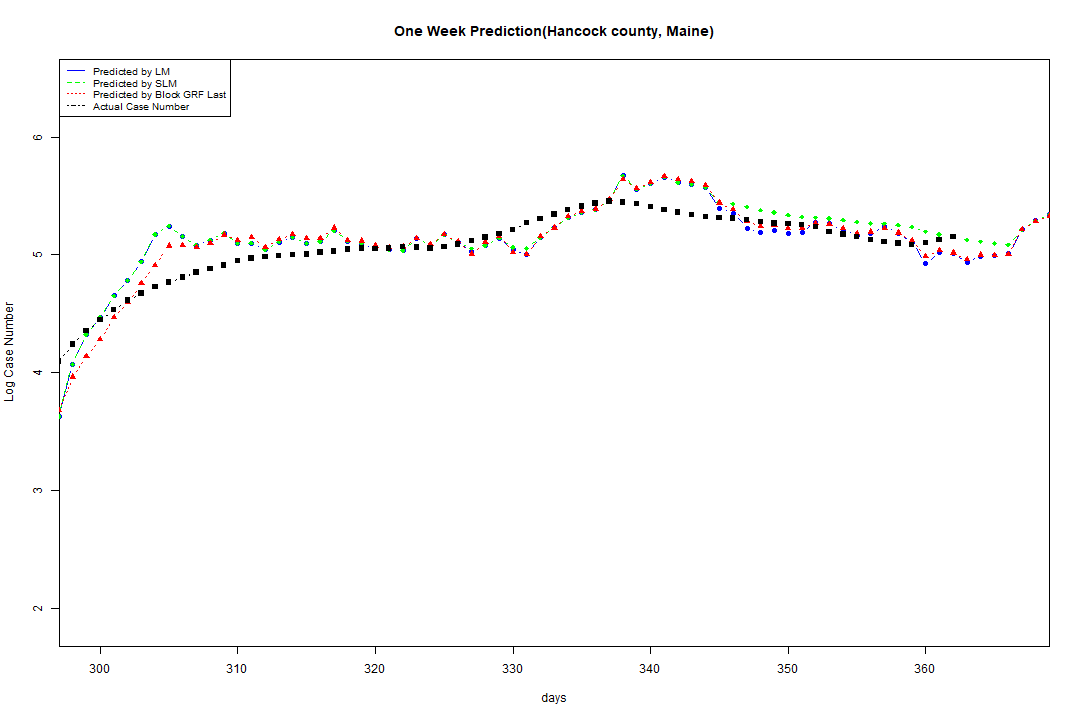 One Week Prediction(Hancock county, Maine)
Predicted by LM
Predicted by SLM
Predicted by Block GRF Last
Actual Case Number
6
5
4
3
2
Log Case Number
300 310 320 330 340 350 360
days